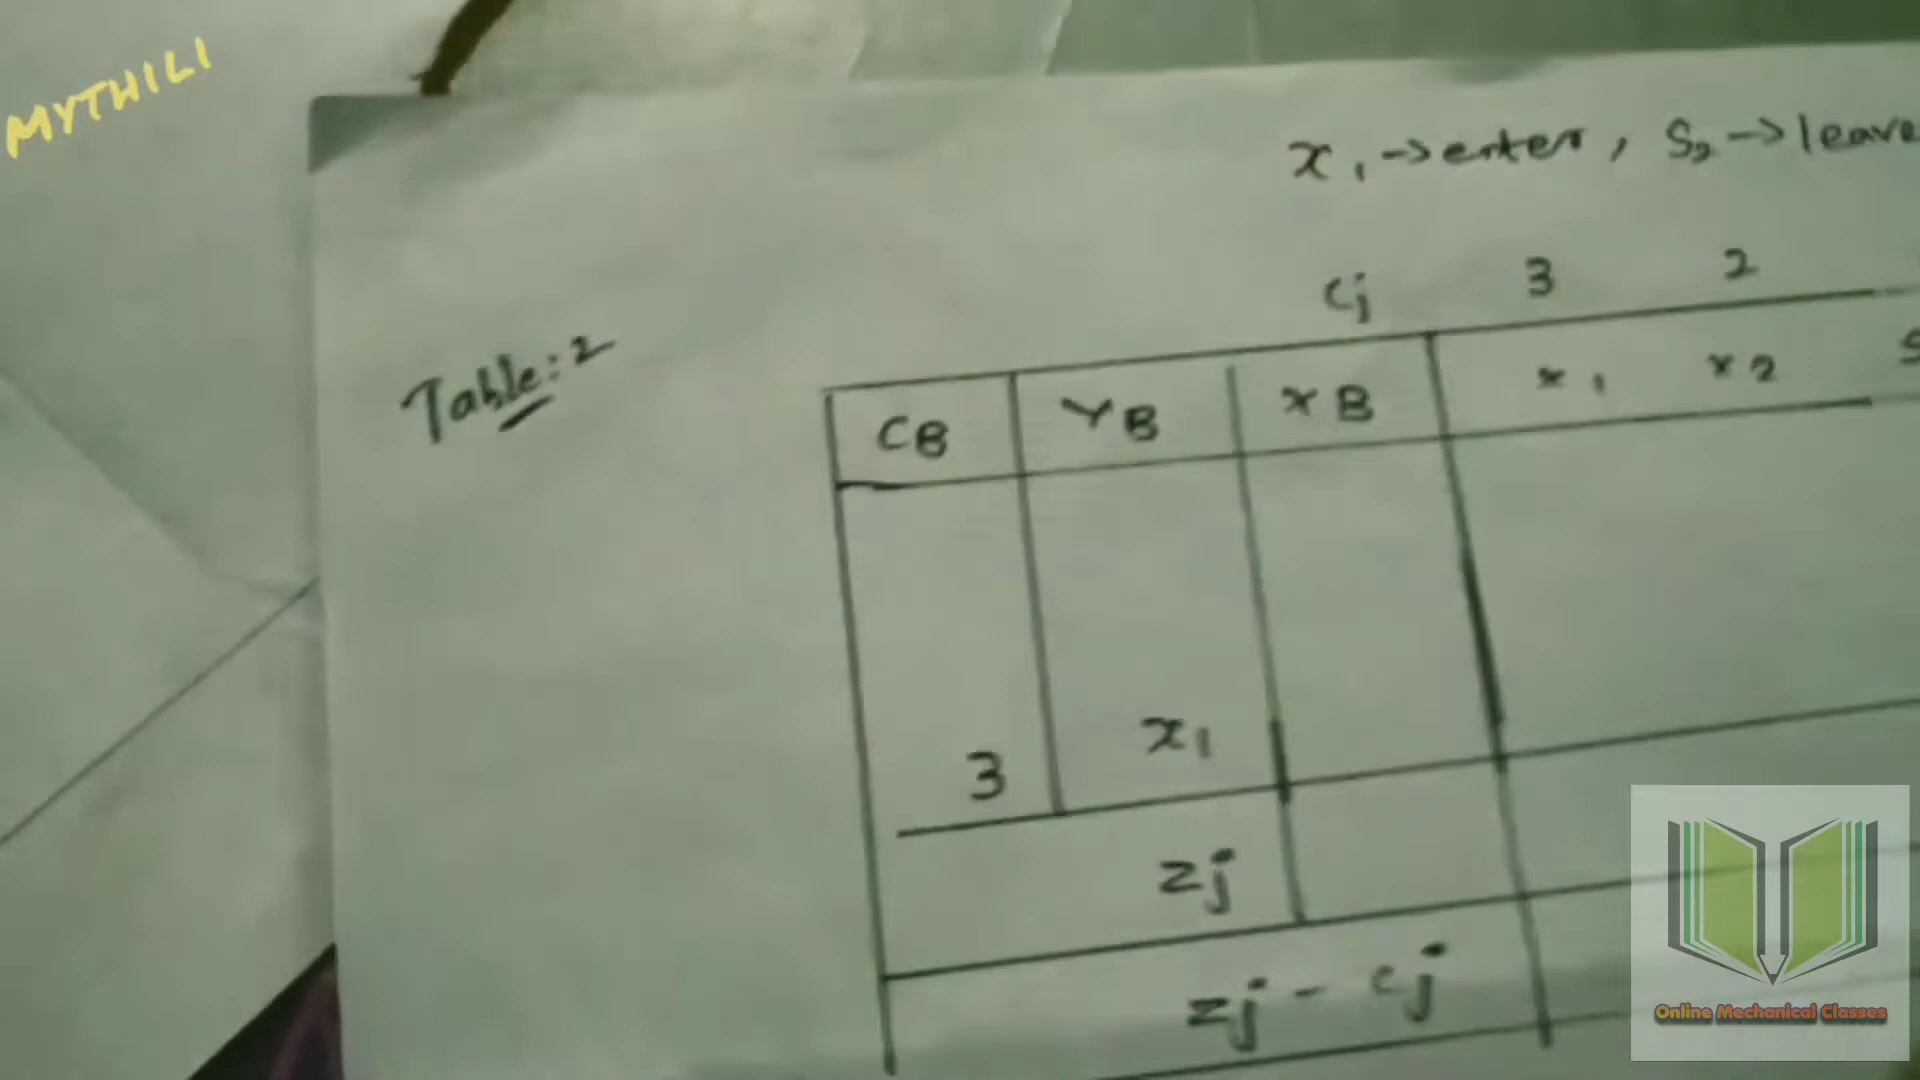 MYTHILI
x₁ → enter, S₂ → leave
Cj 3 2
Table: 2
CB YB XB x₁ x₂ S
3 x₁
Zj
Zj - Cj
Online Mechanical Classes